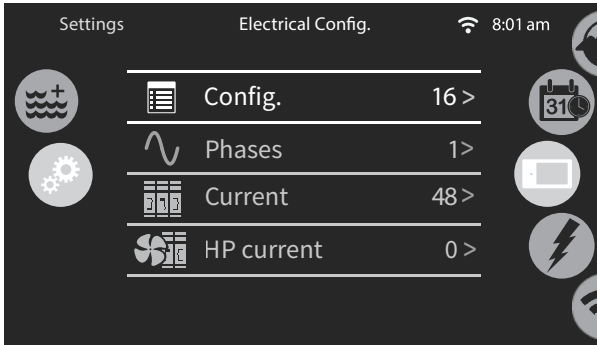 Settings Electrical Config. 8:01 am
Config. 16 >
31
Phases 1 >
Current 48 >
HP current 0 >